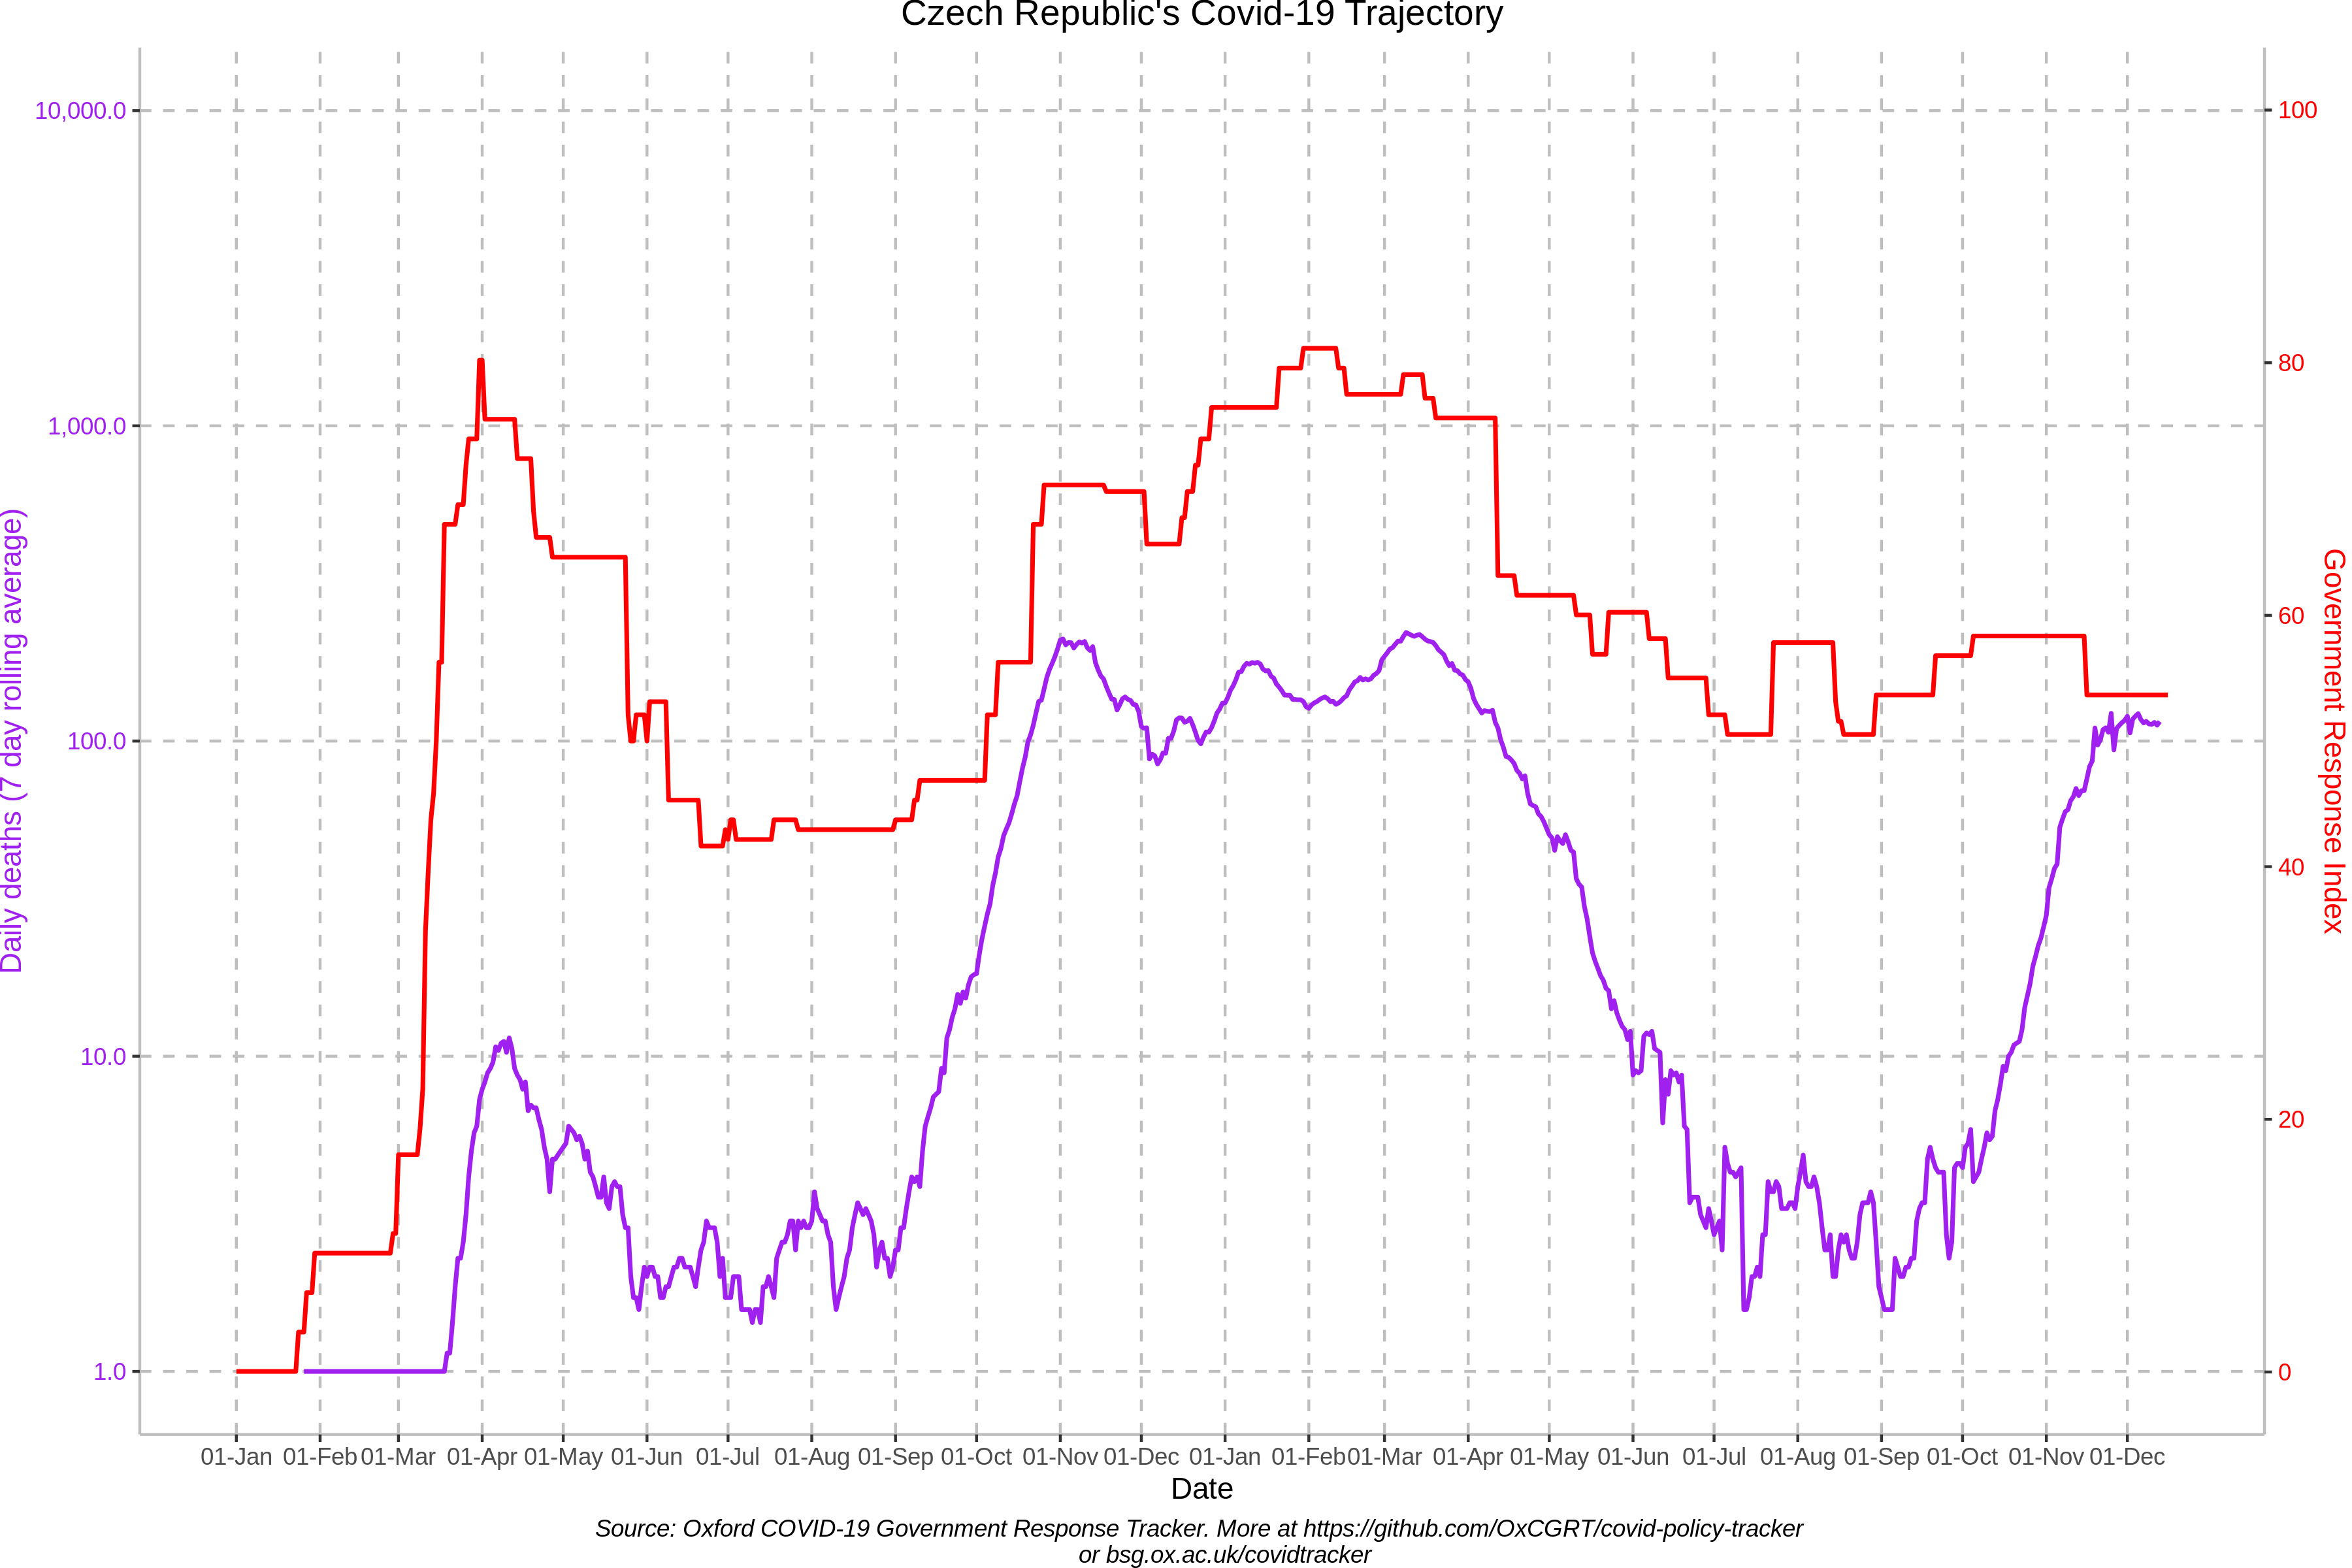 Czech Republic's Covid-19 Trajectory
10,000.0
1,000.0
100.0
10.0
1.0
Daily deaths (7 day rolling average)
100
80
60
40
20
0
Government Response Index
01-Jan 01-Feb 01-Mar 01-Apr 01-May 01-Jun 01-Jul 01-Aug 01-Sep 01-Oct 01-Nov 01-Dec 01-Jan 01-Feb 01-Mar 01-Apr 01-May 01-Jun 01-Jul 01-Aug 01-Sep 01-Oct 01-Nov 01-Dec
Date
Source: Oxford COVID-19 Government Response Tracker. More at https://github.com/OxCGRT/covid-policy-tracker
or bsg.ox.ac.uk/covidtracker